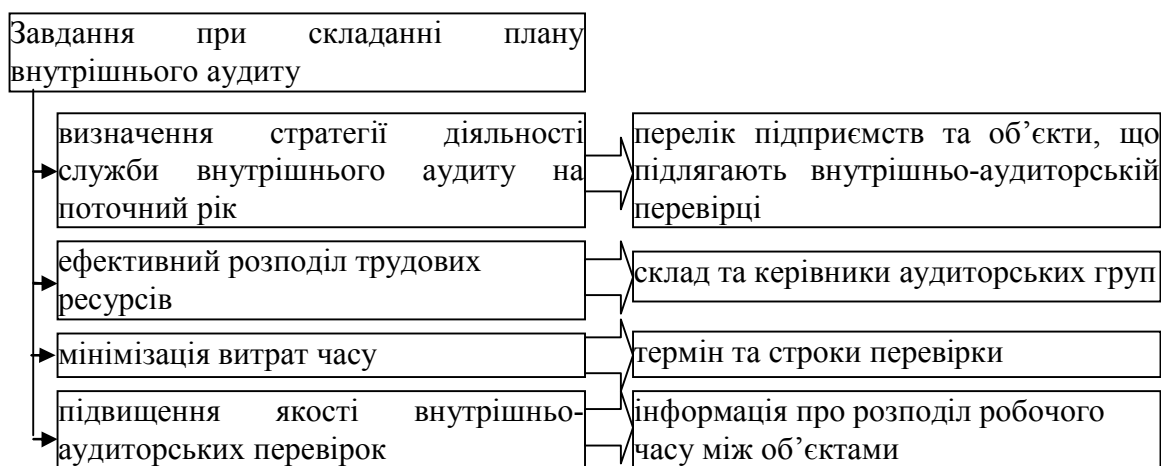 Завдання при складанні плану
внутрішнього аудиту
визначення стратегії діяльності
служби внутрішнього аудиту на
поточний рік
перелік підприємств та об’єкти, що
підлягають внутрішньо-аудиторській
перевірці
ефективний розподіл трудових
ресурсів
склад та керівники аудиторських груп
мінімізація витрат часу
термін та строки перевірки
підвищення якості внутрішньо-
аудиторських перевірок
інформація про розподіл робочого
часу між об’єктами